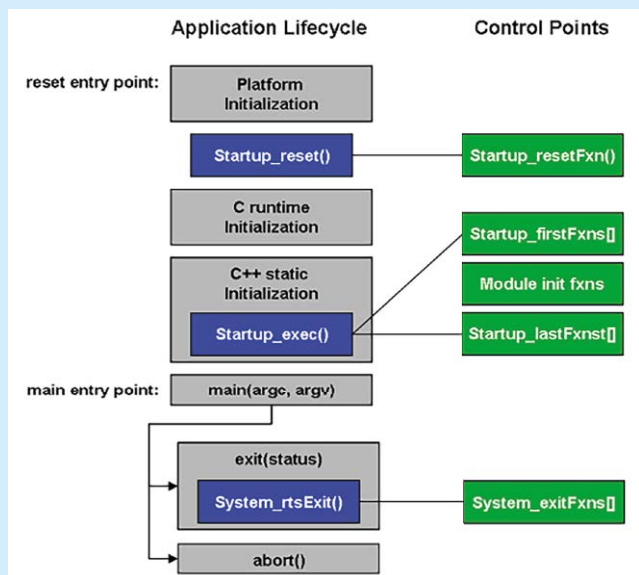 Application Lifecycle
Control Points
reset entry point:
Platform
Initialization
Startup_reset()
Startup_resetFxn()
C runtime
Initialization
Startup_firstFxns[]
C++ static
Initialization
Module init fxns
Startup_exec()
Startup_lastFxnst[]
main entry point:
main(argc, argv)
exit(status)
System_rtsExit()
System_exitFxns[]
abort()